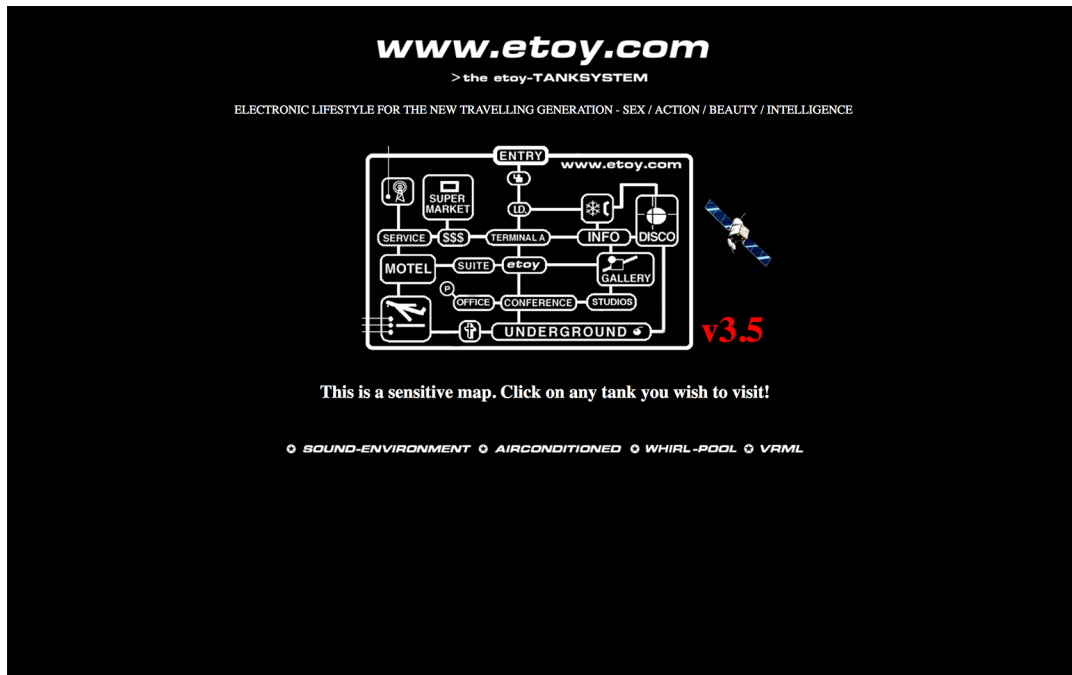 www.etoy.com
>the etoy-TANKSYSTEM
ELECTRONIC LIFESTYLE FOR THE NEW TRAVELLING GENERATION - SEX / ACTION / BEAUTY / INTELLIGENCE
ENTRY
www.etoy.com
SUPER
MARKET
I.D.
SERVICE
$$$
TERMINAL A
INFO
DISCO
MOTEL
SUITE
etoy
GALLERY
P
OFFICE
CONFERENCE
STUDIOS
UNDERGROUND
v3.5
This is a sensitive map. Click on any tank you wish to visit!
✪ SOUND-ENVIRONMENT ✪ AIRCONDITIONED ✪ WHIRL-POOL ✪ VRML